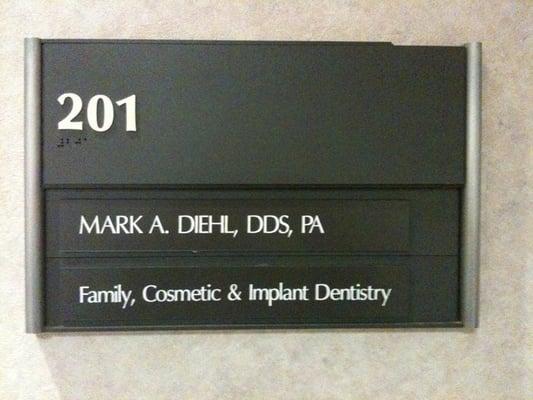 201
MARK A. DIEHL, DDS, PA
Family, Cosmetic & Implant Dentistry